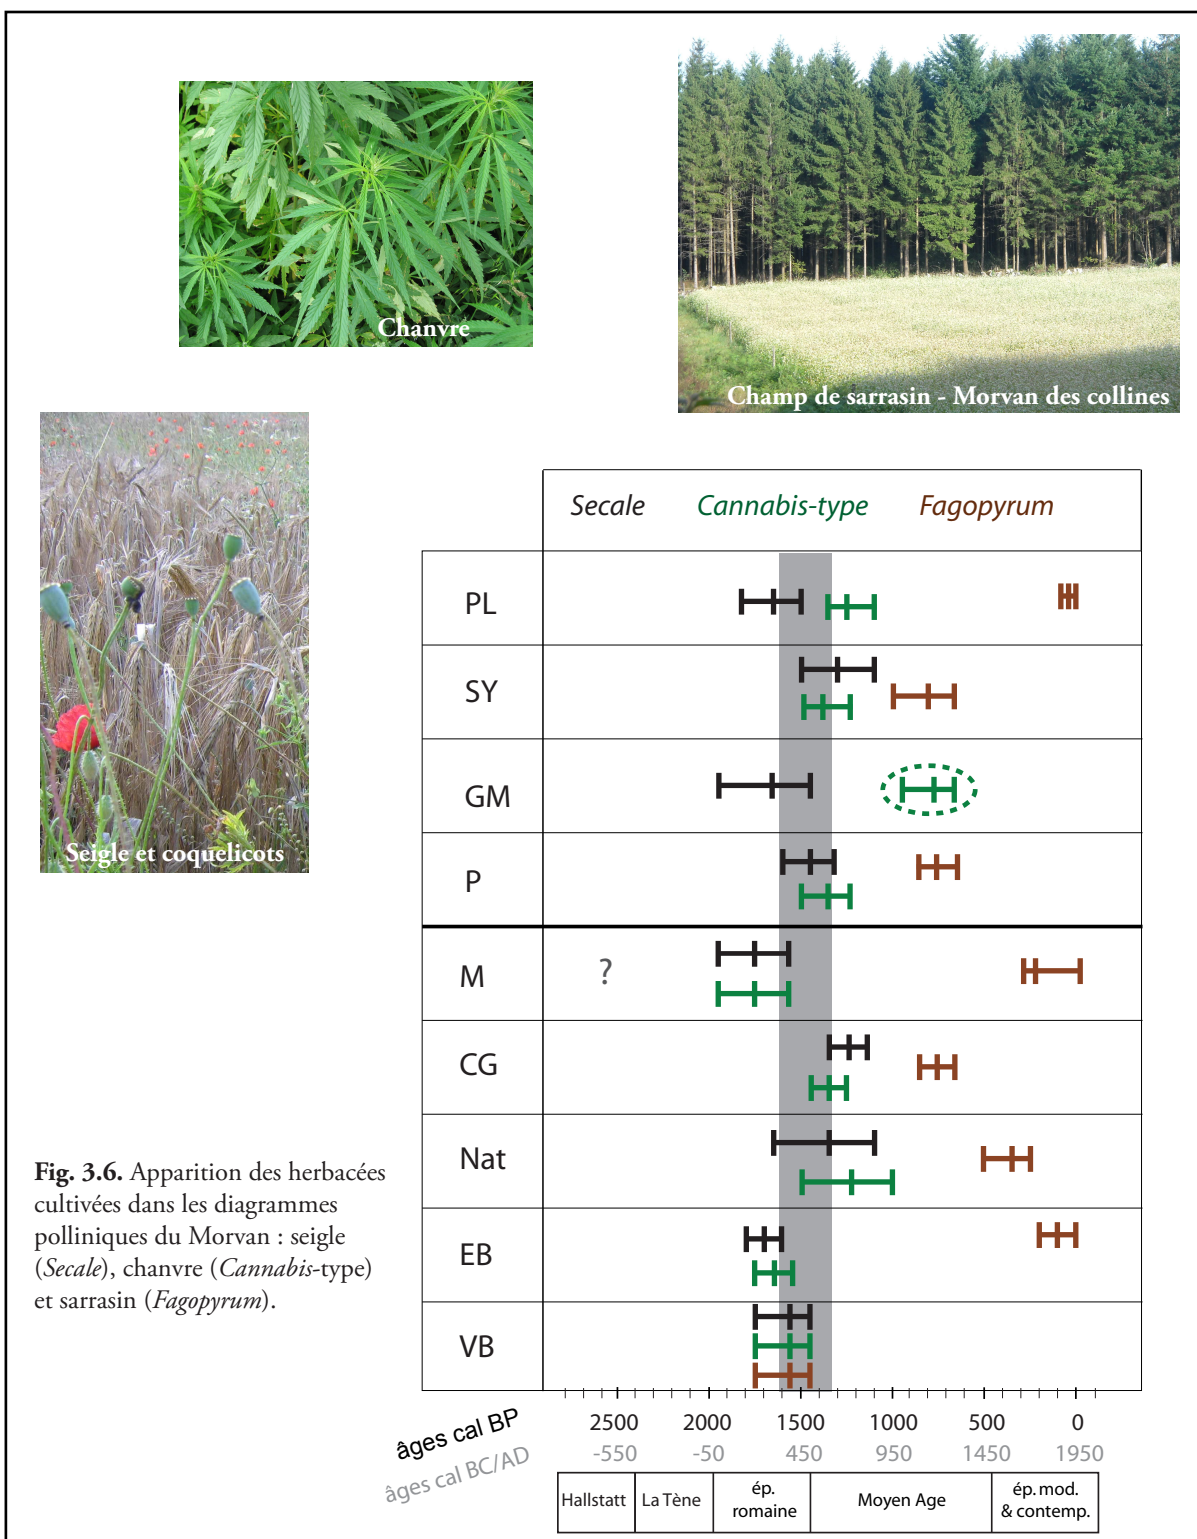 Chanvre
Champ de sarrasin - Morvan des collines
Seigle et coquelicots
Secale Cannabis-type Fagopyrum
PL
SY
GM
P
M ?
CG
Nat
EB
VB
âges cal BP 2500 2000 1500 1000 500 0
âges cal BC/AD -550 -50 450 950 1450 1950
Hallstatt La Tène ép. romaine Moyen Age ép. mod. & contemp.
Fig. 3.6. Apparition des herbacées
cultivées dans les diagrammes
polliniques du Morvan : seigle
(Secale), chanvre (Cannabis-type)
et sarrasin (Fagopyrum).